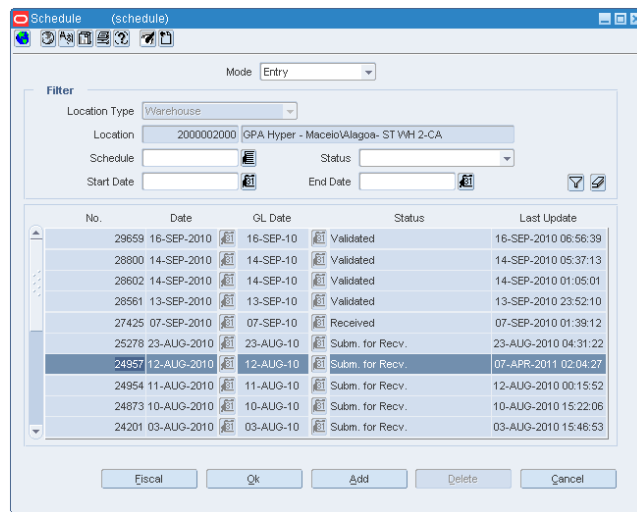 Schedule (schedule)
Mode Entry
Filter
Location Type Warehouse
Location 2000002000 GPA Hyper - Maceio\Alagoa- ST WH 2-CA
Schedule Status
Start Date End Date
No. Date GL Date Status Last Update
29659 16-SEP-2010 16-SEP-10 Validated 16-SEP-2010 06:56:39
28800 14-SEP-2010 14-SEP-10 Validated 14-SEP-2010 05:37:13
28602 14-SEP-2010 14-SEP-10 Validated 14-SEP-2010 01:05:01
28561 13-SEP-2010 13-SEP-10 Validated 13-SEP-2010 23:52:10
27425 07-SEP-2010 07-SEP-10 Received 07-SEP-2010 01:39:12
25278 23-AUG-2010 23-AUG-10 Subm. for Recv. 23-AUG-2010 04:31:22
24957 12-AUG-2010 12-AUG-10 Subm. for Recv. 07-APR-2011 02:04:27
24954 11-AUG-2010 11-AUG-10 Subm. for Recv. 12-AUG-2010 00:15:52
24873 10-AUG-2010 10-AUG-10 Subm. for Recv. 10-AUG-2010 15:22:06
24201 03-AUG-2010 03-AUG-10 Subm. for Recv. 03-AUG-2010 15:46:53
Fiscal Ok Add Delete Cancel